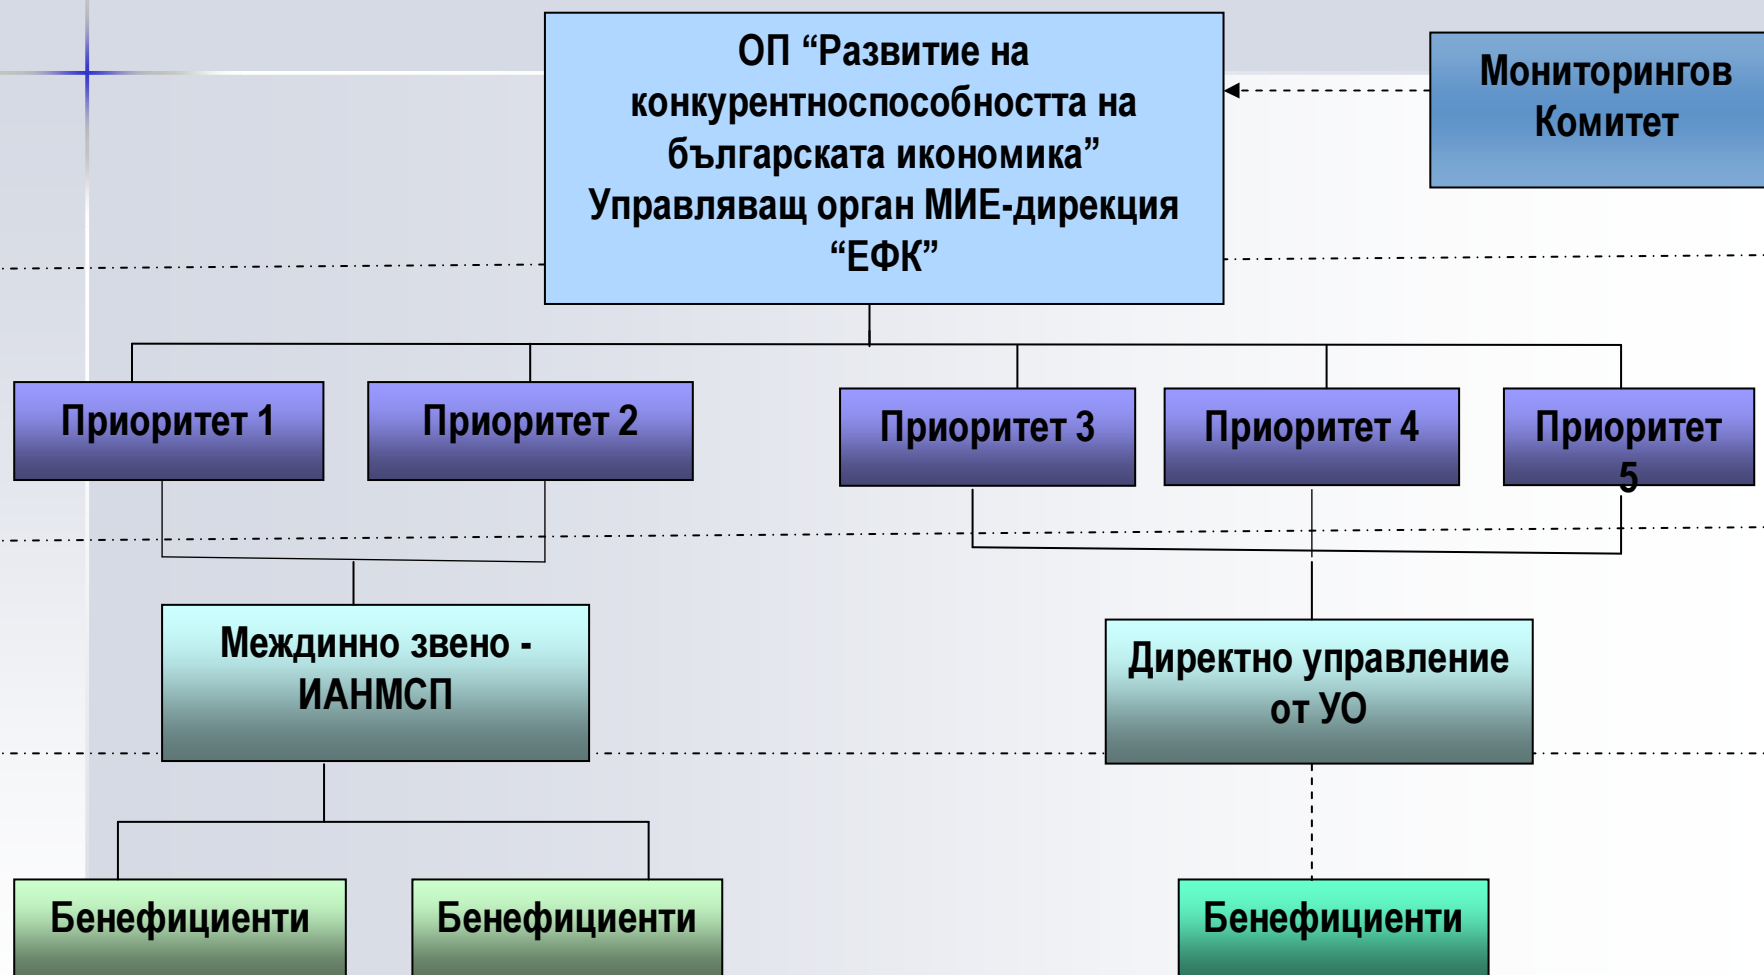 ОП “Развитие на
конкурентноспособността на
българската икономика”
Управляващ орган МИЕ-дирекция
“ЕФК”
Мониторингов
Комитет
Приоритет 1
Приоритет 2
Приоритет 3
Приоритет 4
Приоритет
5
Междинно звено -
ИАНМСП
Директно управление
от УО
Бенефициенти
Бенефициенти
Бенефициенти